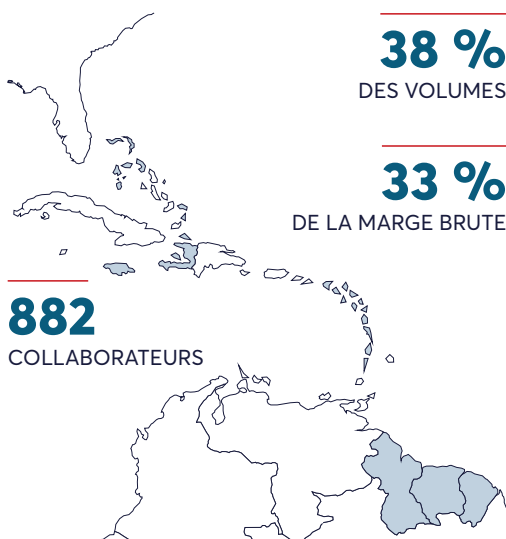 38 %
DES VOLUMES
33 %
DE LA MARGE BRUTE
882
COLLABORATEURS